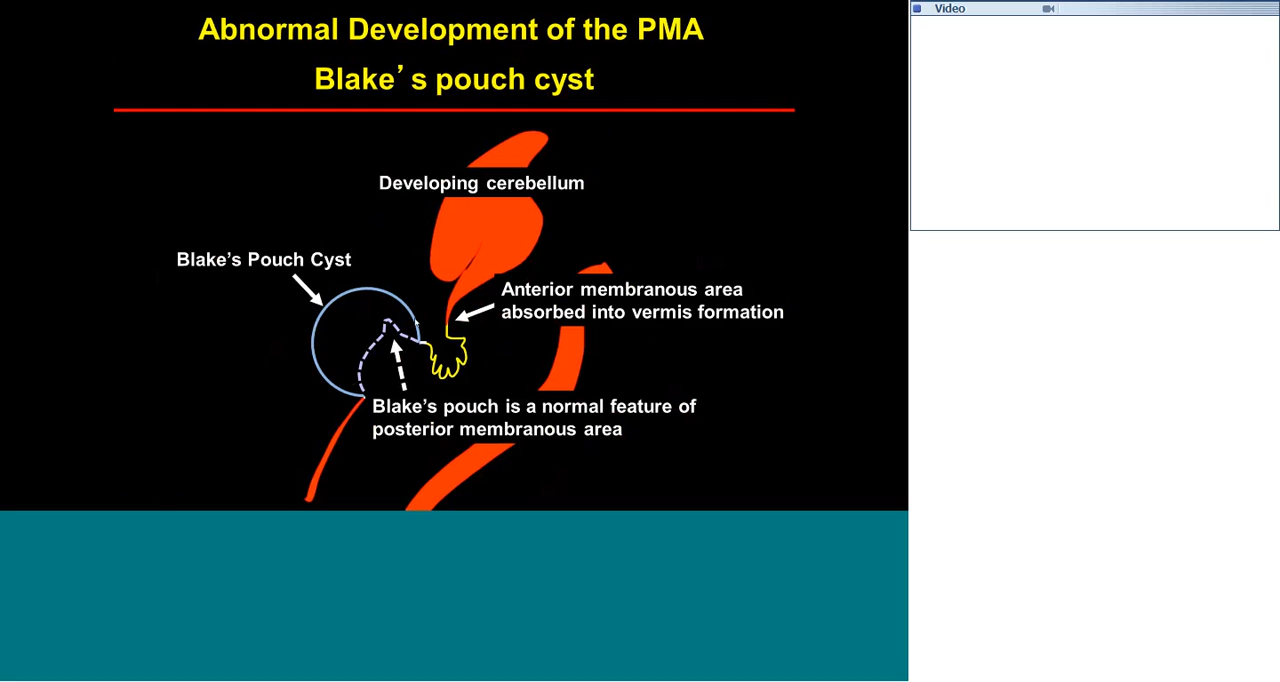 Abnormal Development of the PMA
Blake's pouch cyst
Video
Developing cerebellum
Blake's Pouch Cyst
Anterior membranous area
absorbed into vermis formation
Blake's pouch is a normal feature of
posterior membranous area